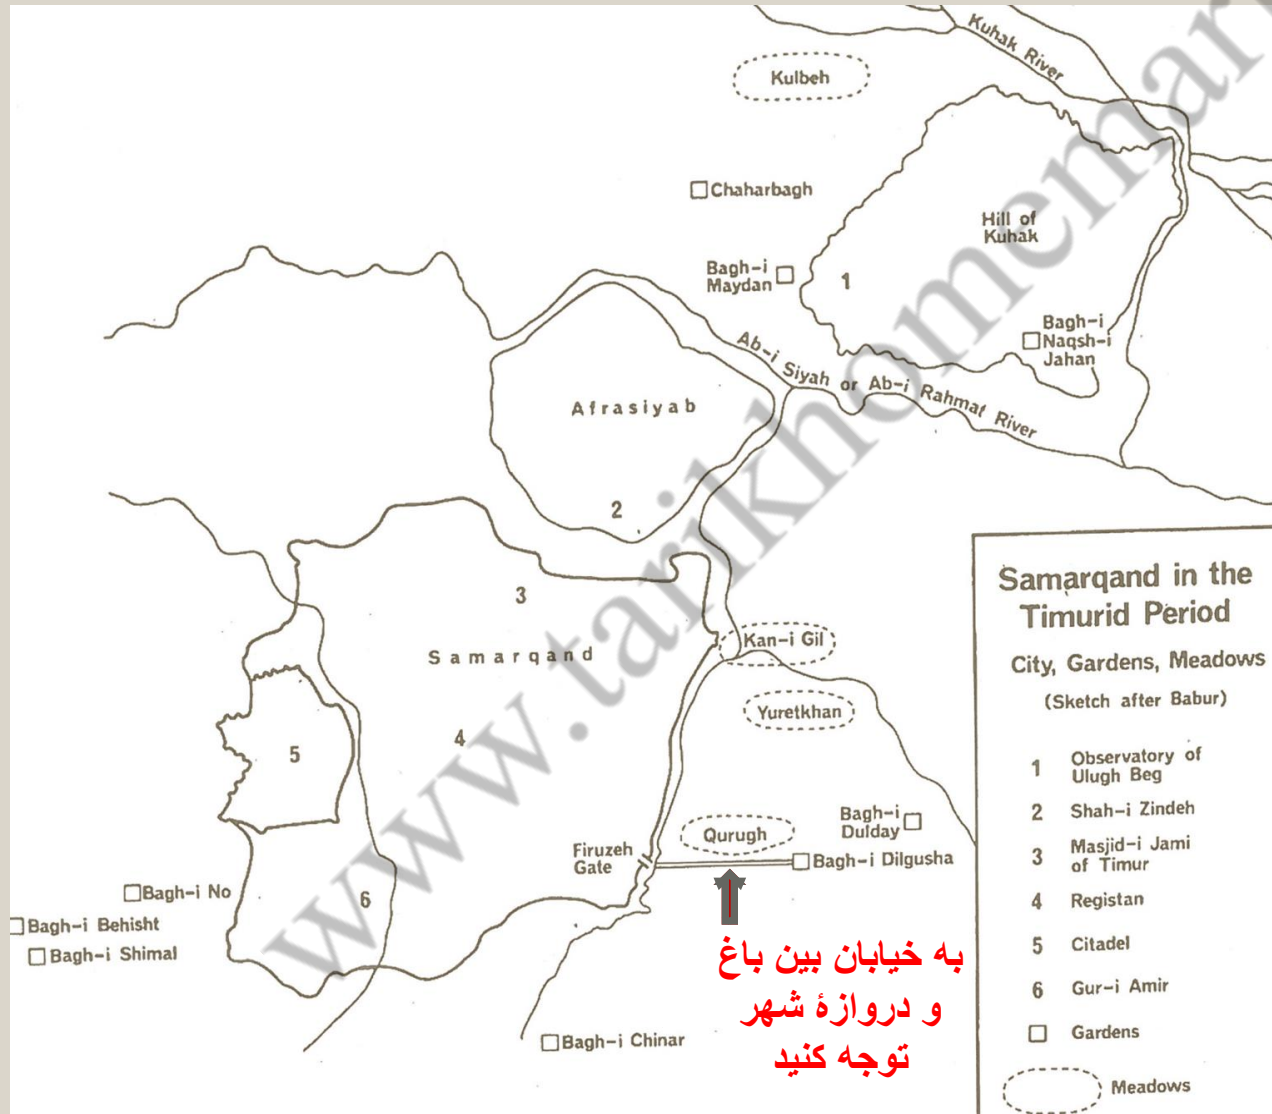 Kuhak River
Kulbeh
Chaharbagh
Hill of
Kuhak
Bagh-i
Maydan
1
Bagh-i
Naqsh-i
Jahan
Ab-i Siyah or Ab-i Rahmat River
Afrasiyab
2
3
Samarqand
Kan-i Gil
Yuretkhan
4
5
Bagh-i
Dulday
Qurugh
Firuzeh
Gate
Bagh-i Dilgusha
Bagh-i No
6
Bagh-i Behisht
Bagh-i Shimal
Bagh-i Chinar
به خیابان بین باغ
و دروازهٔ شهر
توجه کنید
Samarqand in the
Timurid Period
City, Gardens, Meadows
(Sketch after Babur)
1 Observatory of
Ulugh Beg
2 Shah-i Zindeh
3 Masjid-i Jami
of Timur
4 Registan
5 Citadel
6 Gur-i Amir
Gardens
Meadows
www.tarikhomemar